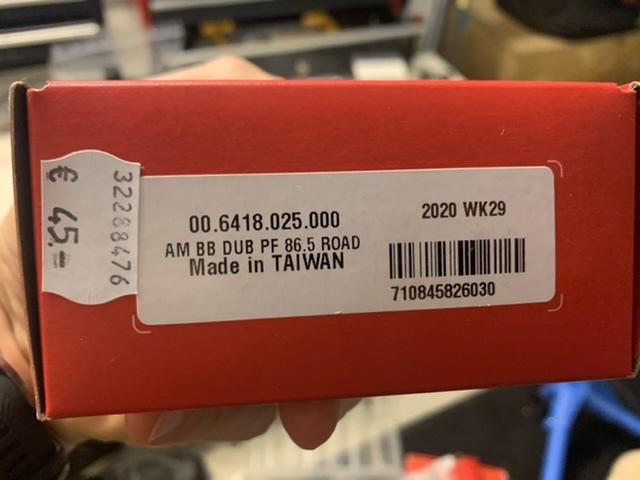 32288476
€ 45.=
00.6418.025.000
AM BB DUB PF 86.5 ROAD
Made in TAIWAN
2020 WK29
710845826030